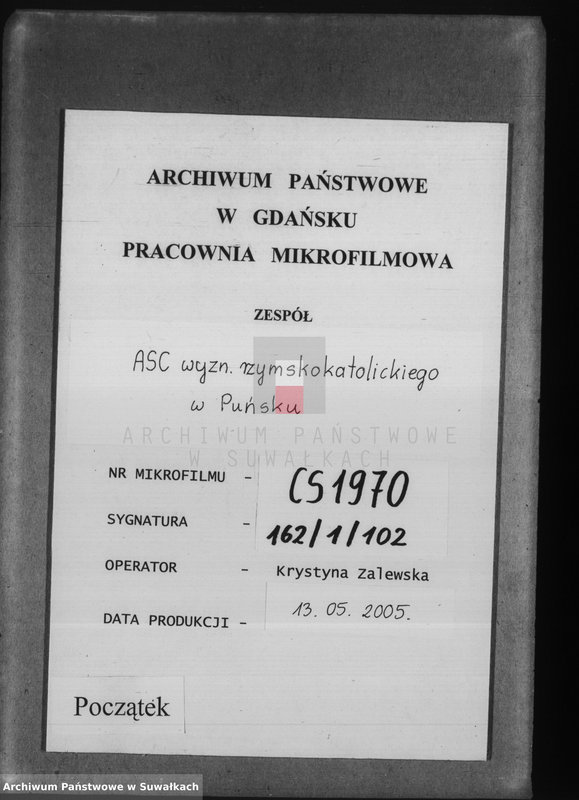 ARCHIWUM PAŃSTWOWE
W GDAŃSKU
PRACOWNIA MIKROFILMOWA
ZESPÓŁ
ASC wyzn. rzymskokatolickiego
w Puńsku
ARCHIWUM PAŃSTWOWE
W SUWAŁKACH
NR MIKROFILMU - CS1970
SYGNATURA - 162/1/102
OPERATOR - Krystyna Zalewska
DATA PRODUKCJI - 13. 05. 2005.
Początek
Archiwum Państwowe w Suwałkach